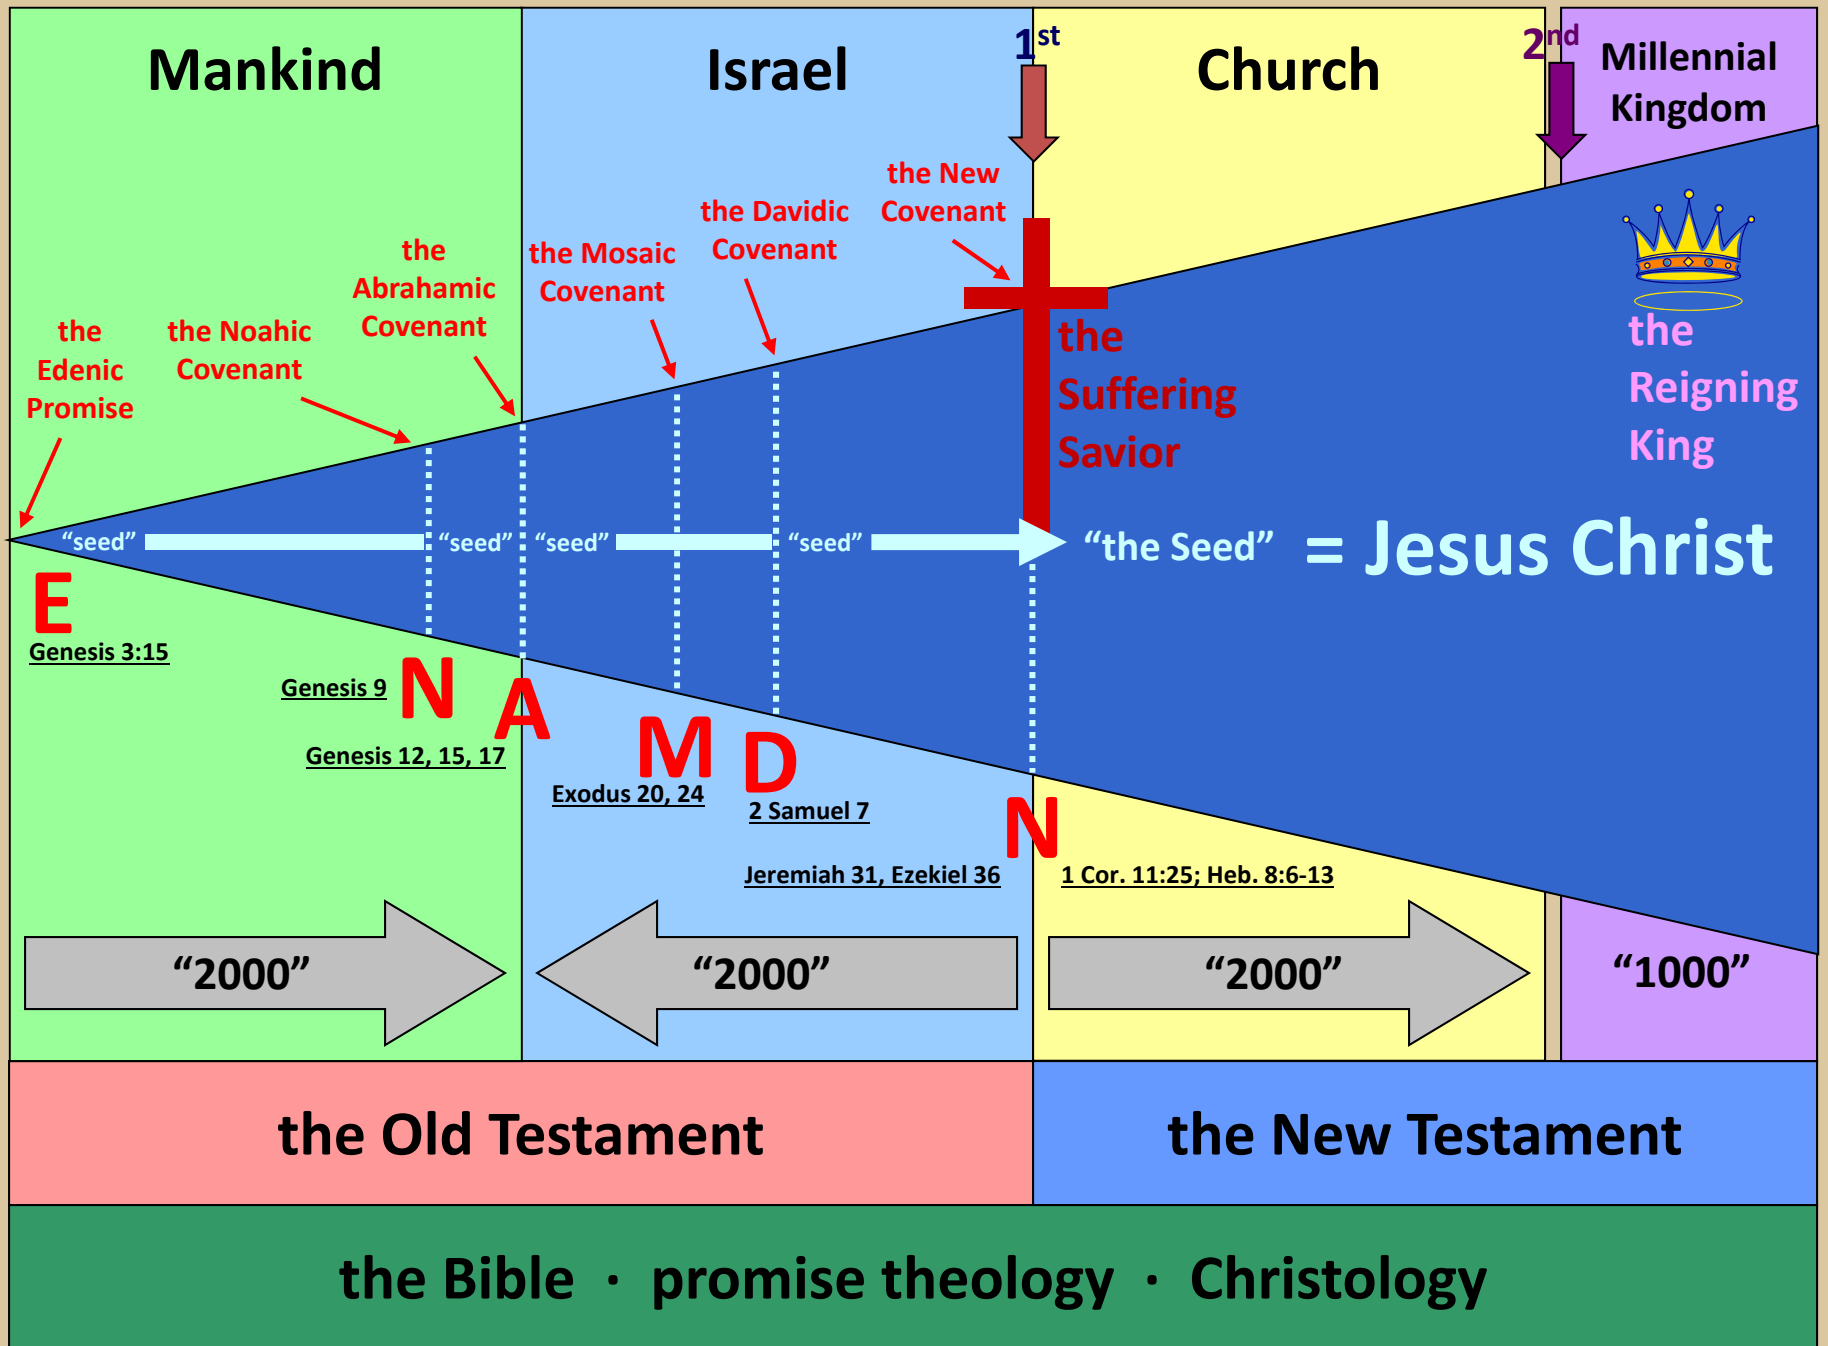 Mankind
Israel
1st
Church
2nd
Millennial
Kingdom
the
Edenic
Promise
the Noahic
Covenant
the
Abrahamic
Covenant
the Mosaic
Covenant
the Davidic
Covenant
the New
Covenant
the
Suffering
Savior
the
Reigning
King
“seed”
“seed”
“seed”
“seed”
“the Seed” = Jesus Christ
E
Genesis 3:15
Genesis 9
N
A
Genesis 12, 15, 17
M
Exodus 20, 24
D
2 Samuel 7
N
Jeremiah 31, Ezekiel 36
1 Cor. 11:25; Heb. 8:6-13
“2000”
“2000”
“2000”
“1000”
the Old Testament
the New Testament
the Bible · promise theology · Christology